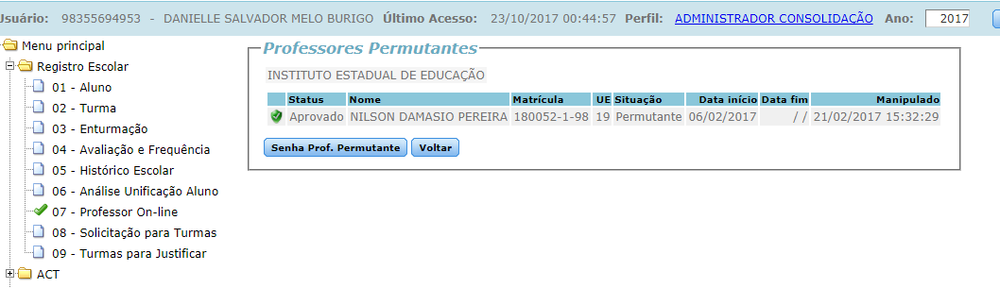 Usuário: 98355694953 - DANIELLE SALVADOR MELO BURIGO Último Acesso: 23/10/2017 00:44:57 Perfil: ADMINISTRADOR CONSOLIDAÇÃO Ano: 2017
Menu principal
Registro Escolar
01 - Aluno
02 - Turma
03 - Enturmação
04 - Avaliação e Frequência
05 - Histórico Escolar
06 - Análise Unificação Aluno
07 - Professor On-line
08 - Solicitação para Turmas
09 - Turmas para Justificar
ACT
Professores Permutantes
INSTITUTO ESTADUAL DE EDUCAÇÃO
Status Nome Matrícula UE Situação Data início Data fim Manipulado
Aprovado NILSON DAMASIO PEREIRA 180052-1-98 19 Permutante 06/02/2017 / / 21/02/2017 15:32:29
Senha Prof. Permutante Voltar